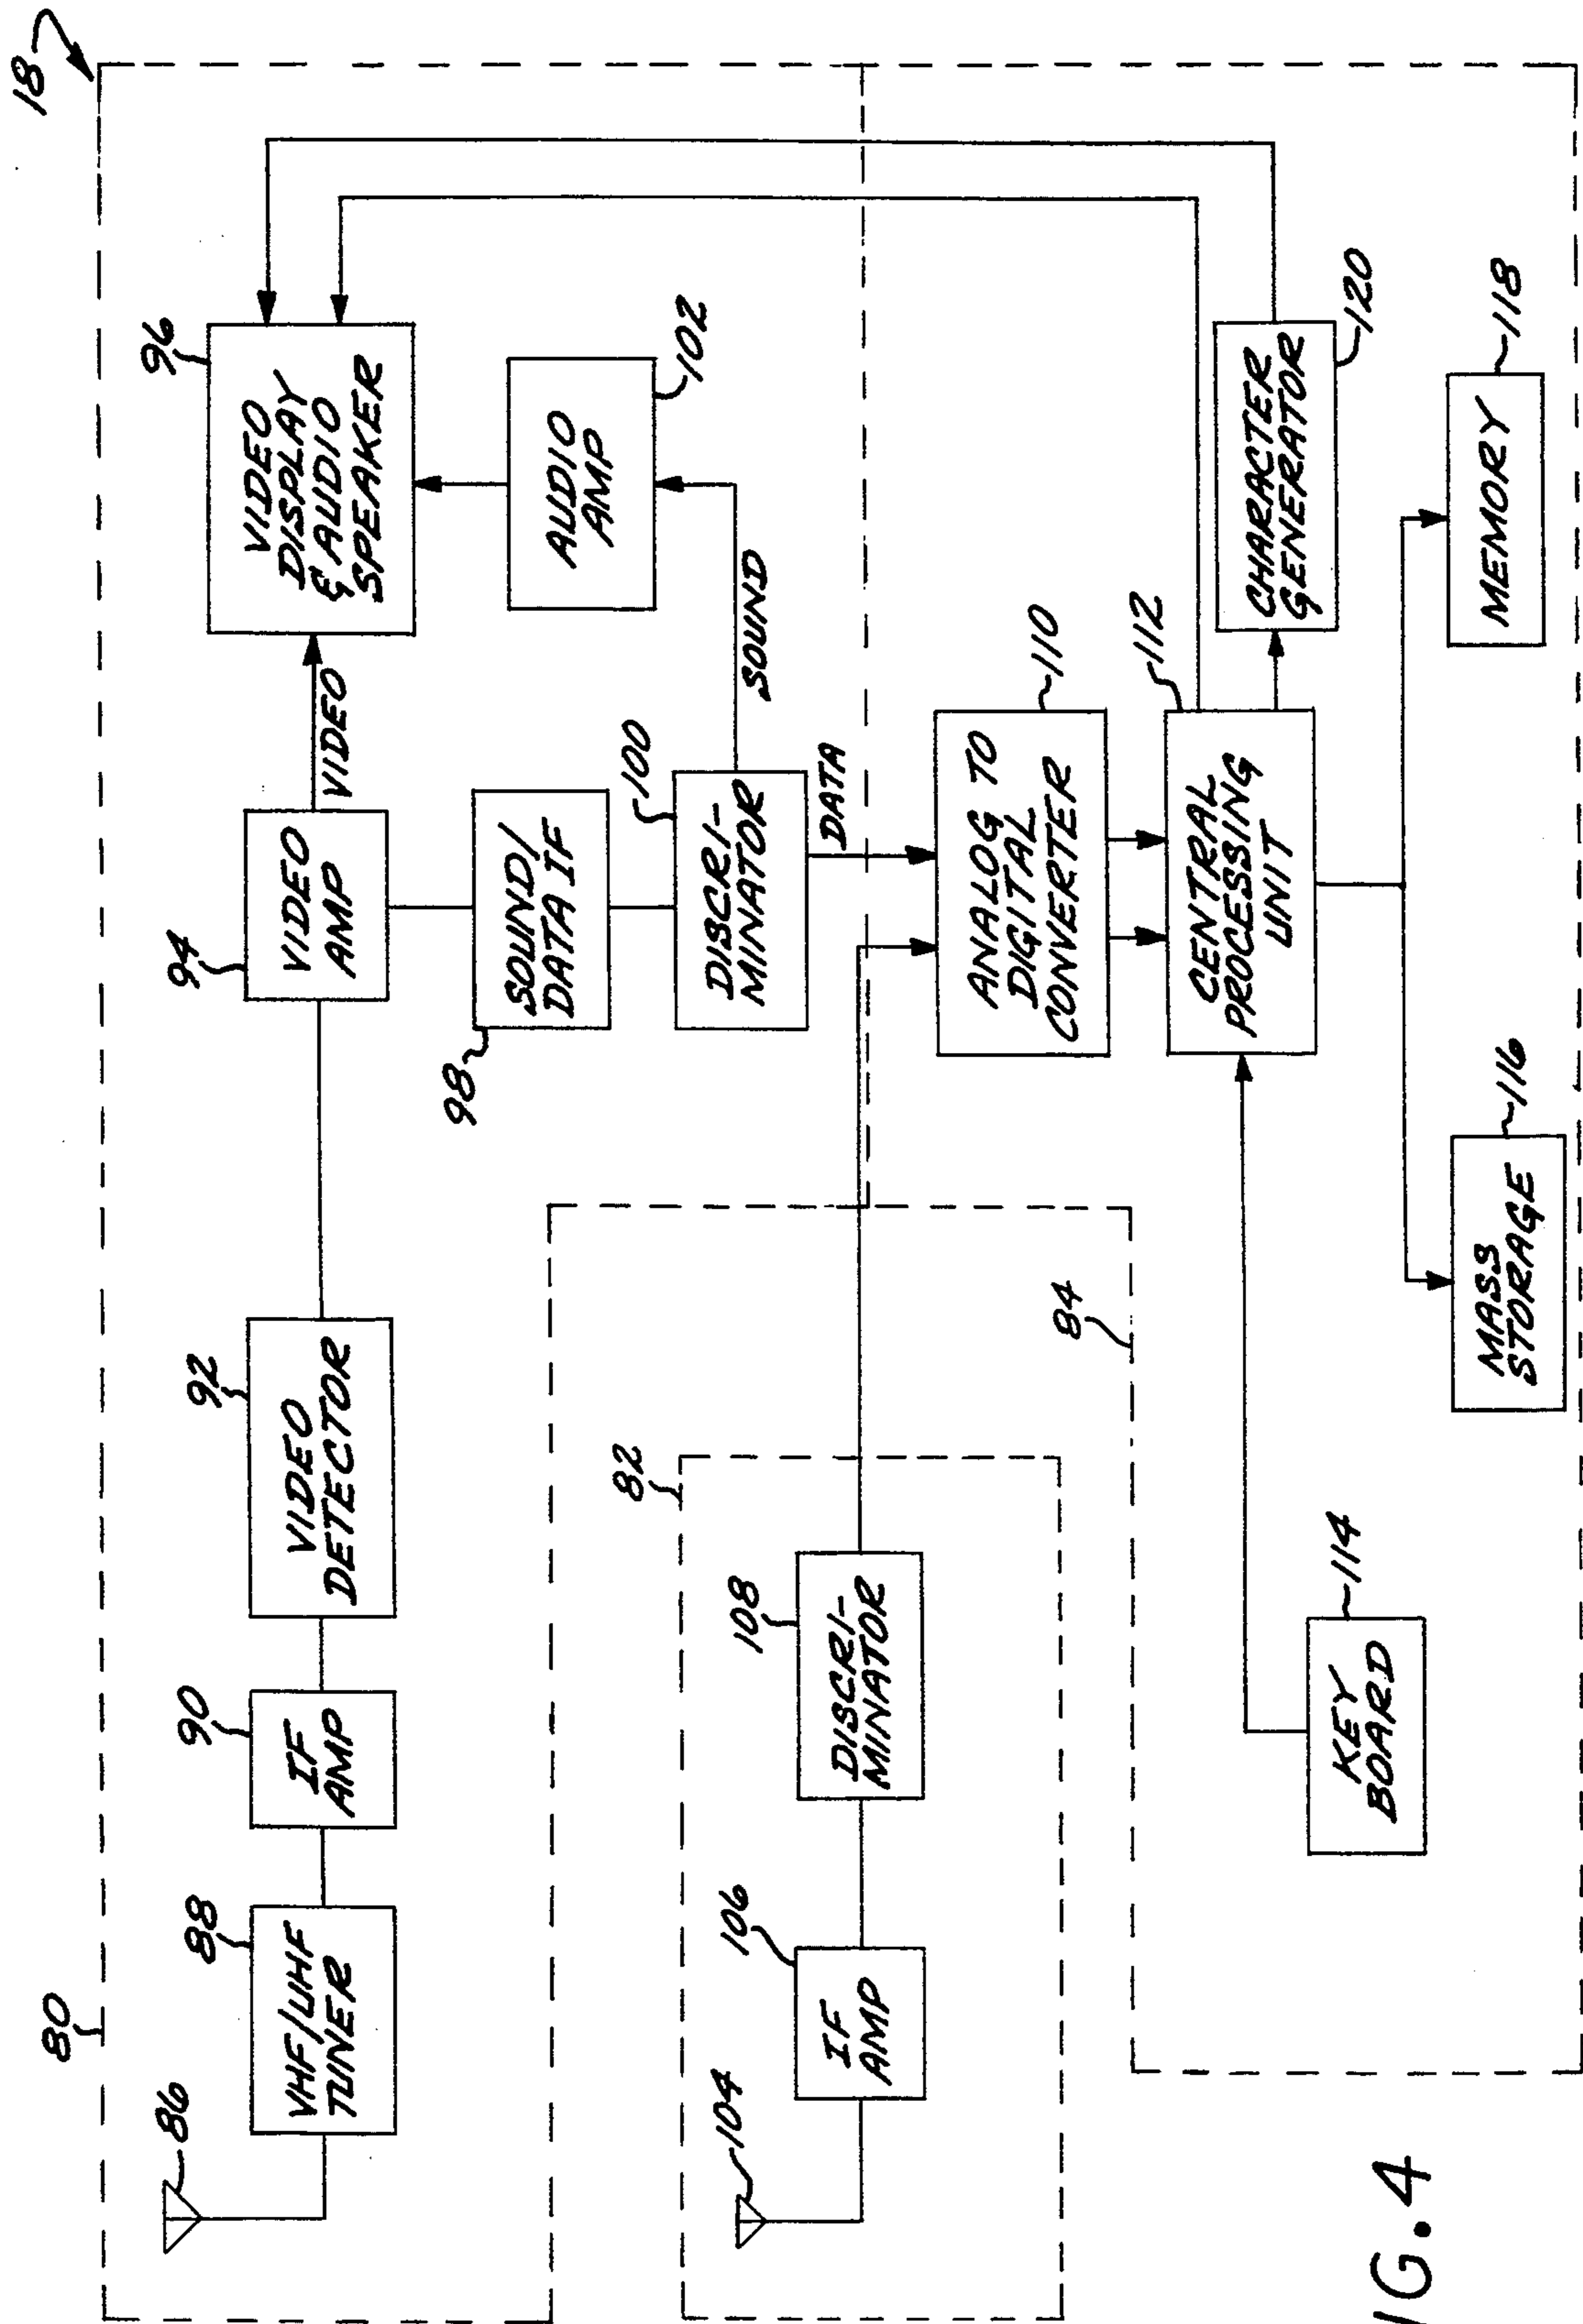 18
80
86
88
VHF/UHF
TUNER
90
IF
AMP
92
VIDEO
DETECTOR
94
VIDEO
AMP
VIDEO
96
VIDEO
DISPLAY
& AUDIO
SPEAKER
98
SOUND/
DATA IF
100
DISCRI-
MINATOR
SOUND
102
AUDIO
AMP
DATA
82
104
106
IF
AMP
108
DISCRI-
MINATOR
84
110
ANALOG TO
DIGITAL
CONVERTER
112
CENTRAL
PROCESSING
UNIT
114
KEY
BOARD
116
MASS
STORAGE
118
MEMORY
120
CHARACTER
GENERATOR
IG. 4